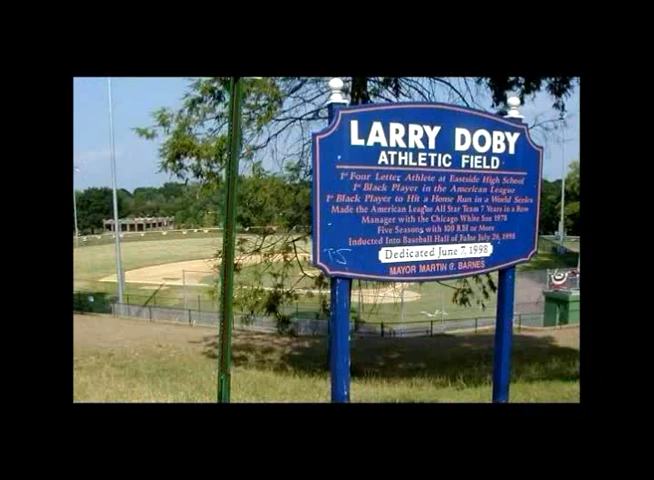 LARRY DOBY
ATHLETIC FIELD
1st Four Letter Athlete at Eastside High School
1st Black Player in the American League
1st Black Player to Hit a Home Run in a World Series
Made the American League All Star Team 7 Years in a Row
Manager with the Chicago White Sox 1978
Five Seasons with 100 RBI or More
Inducted Into Baseball Hall of Fame July 26, 1998
Dedicated June 7, 1998
MAYOR MARTIN G. BARNES